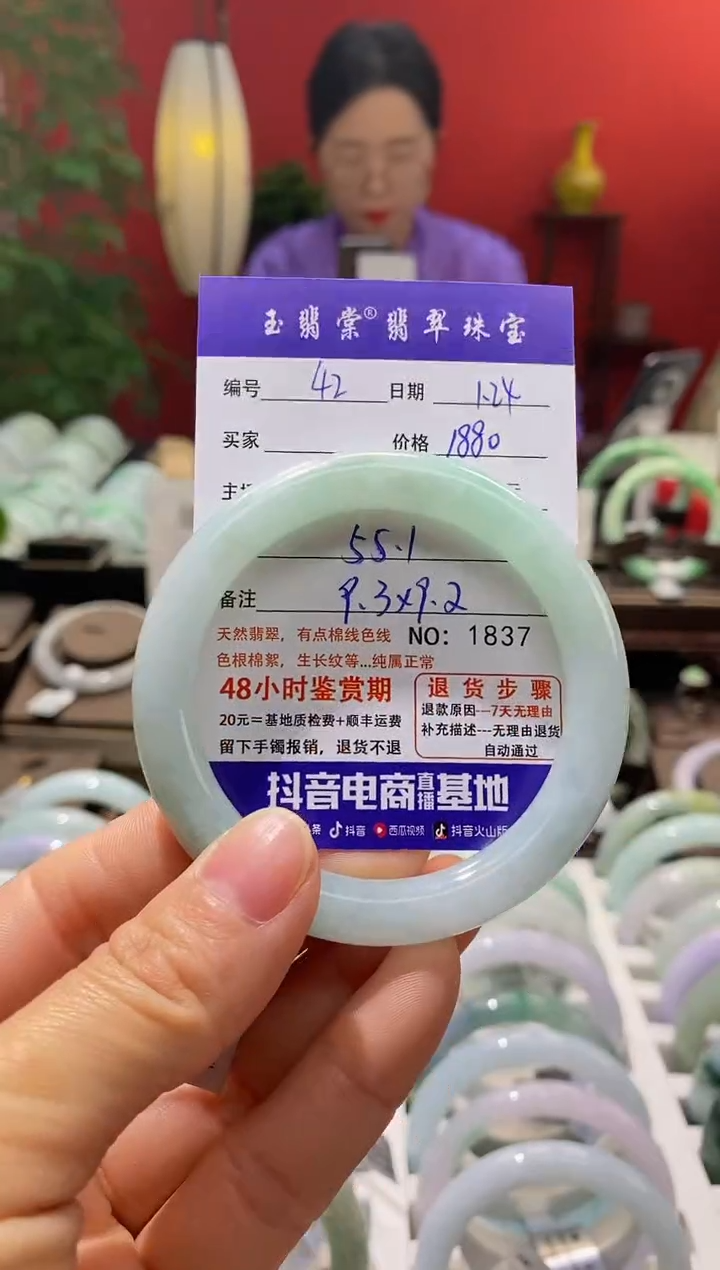 玉翡棠®翡翠珠宝
编号 42 日期 1.24
买家 价格 1880
主
55.1
备注 9.3x9.2
天然翡翠，有点棉线色线 NO: 1837
色根棉絮，生长纹等...纯属正常
48小时鉴赏期
20元=基地质检费+顺丰运费
留下手镯报销，退货不退
退货步骤
退款原因---7天无理由
补充描述---无理由退货
自动通过
抖音电商直播基地
条 抖音 西瓜视频 抖音火山版